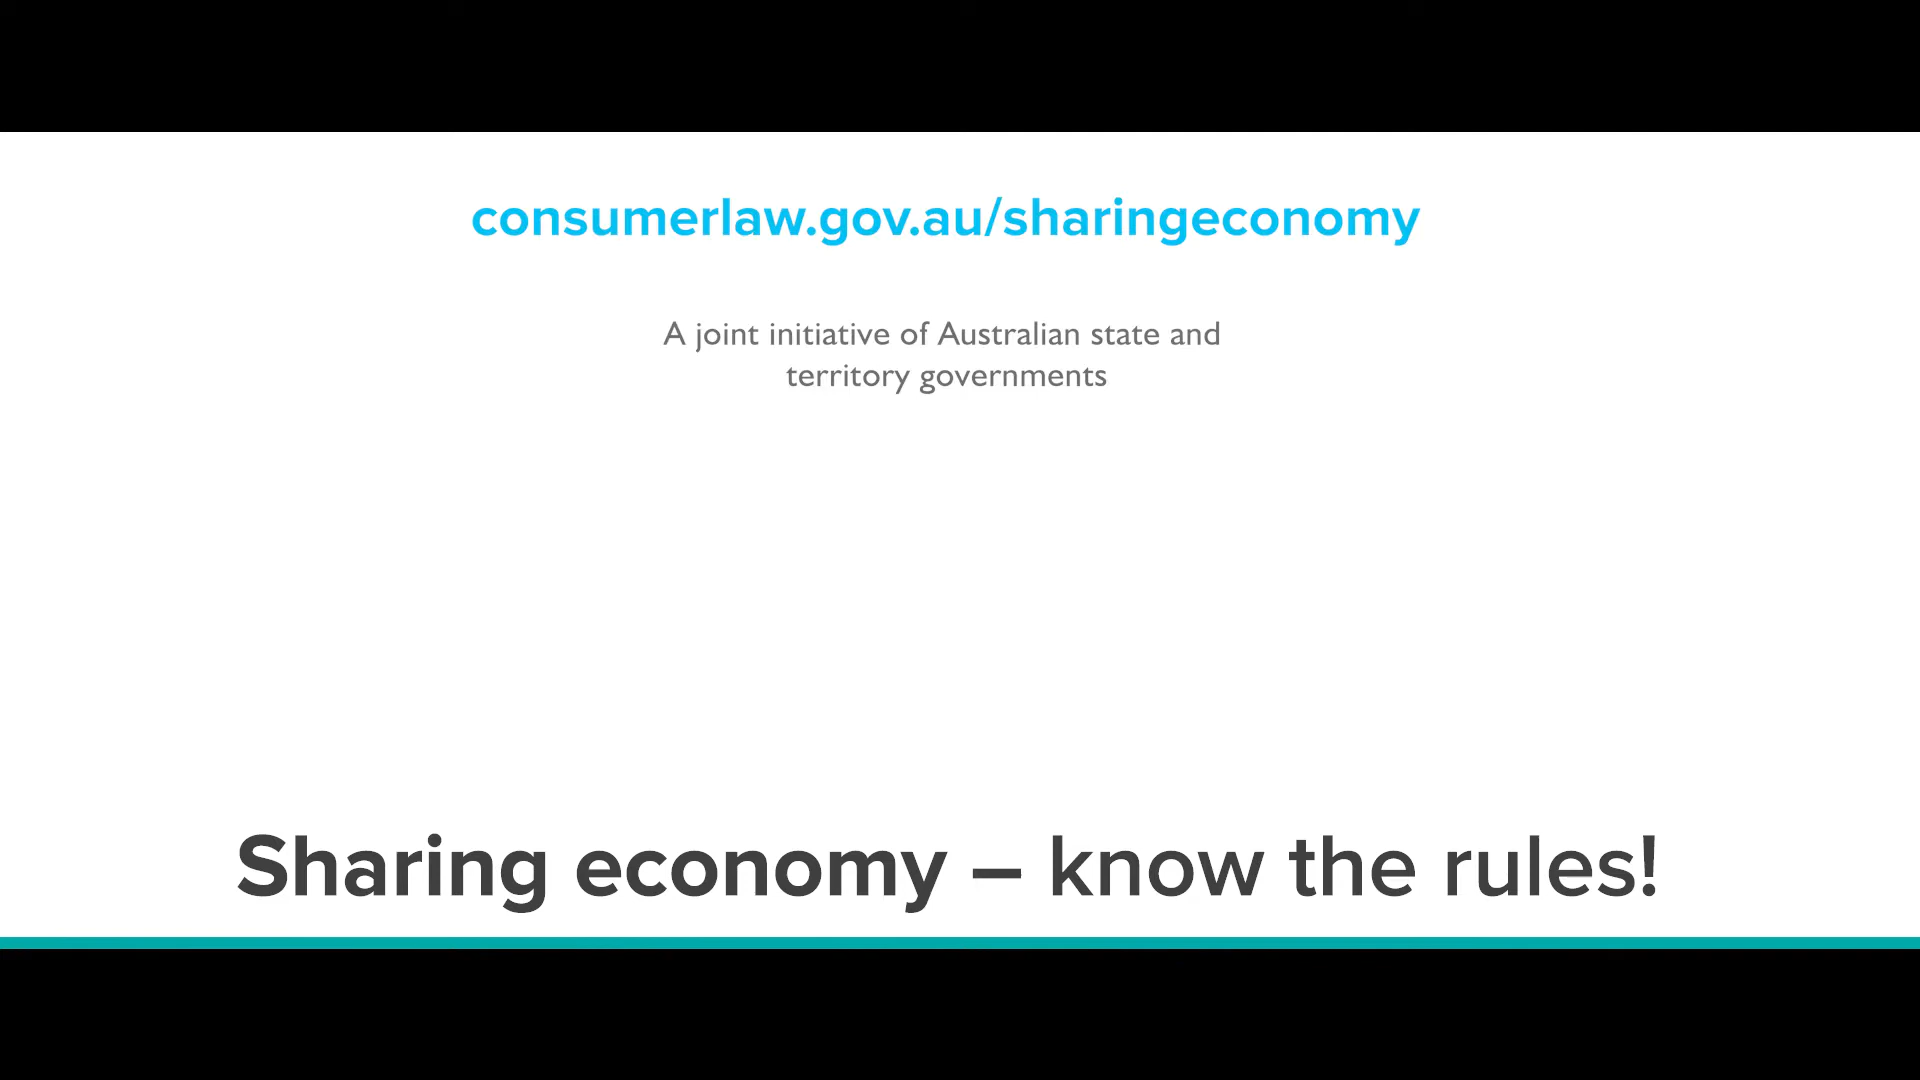 consumerlaw.gov.au/sharingeconomy
A joint initiative of Australian state and
territory governments
Sharing economy – know the rules!